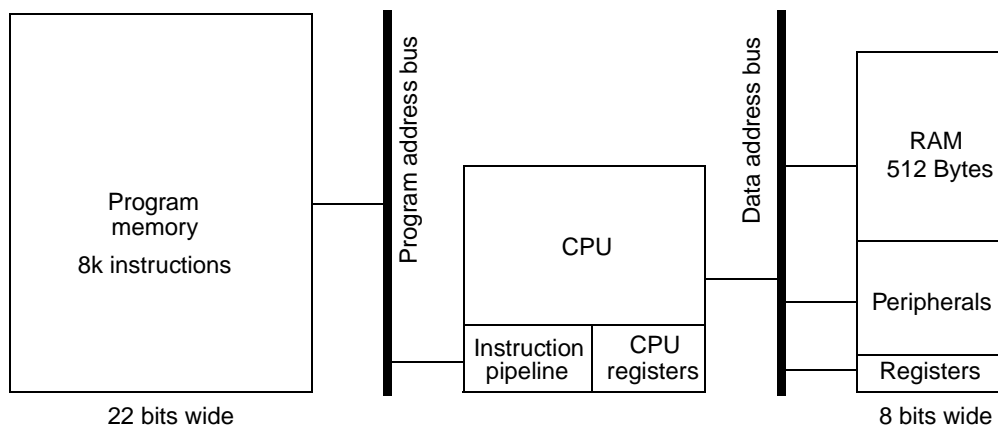 Program
memory
8k instructions
22 bits wide
Program address bus
CPU
Instruction
pipeline
CPU
registers
Data address bus
RAM
512 Bytes
Peripherals
Registers
8 bits wide